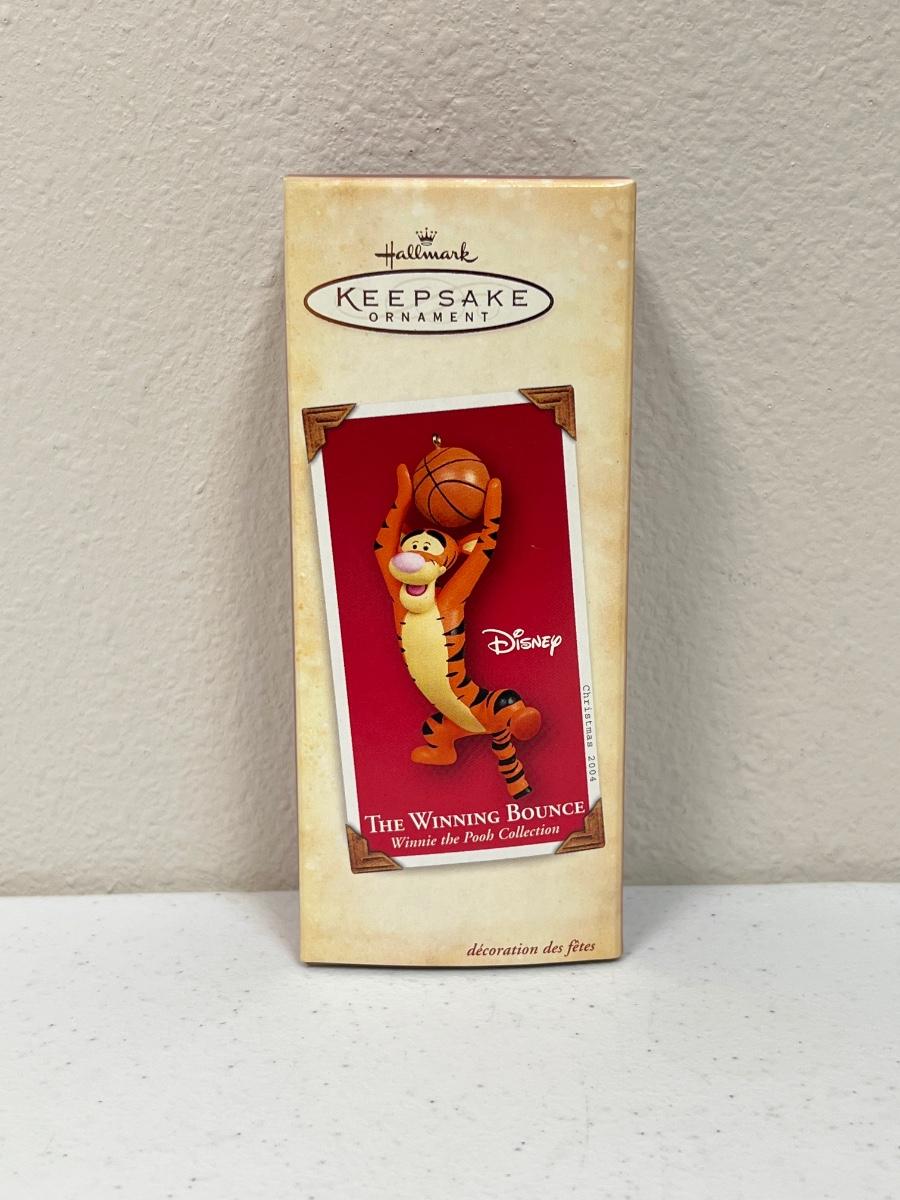 Hallmark
KEEPSAKE
ORNAMENT
DISNEY
Christmas 2004
THE WINNING BOUNCE
Winnie the Pooh Collection
décoration des fêtes